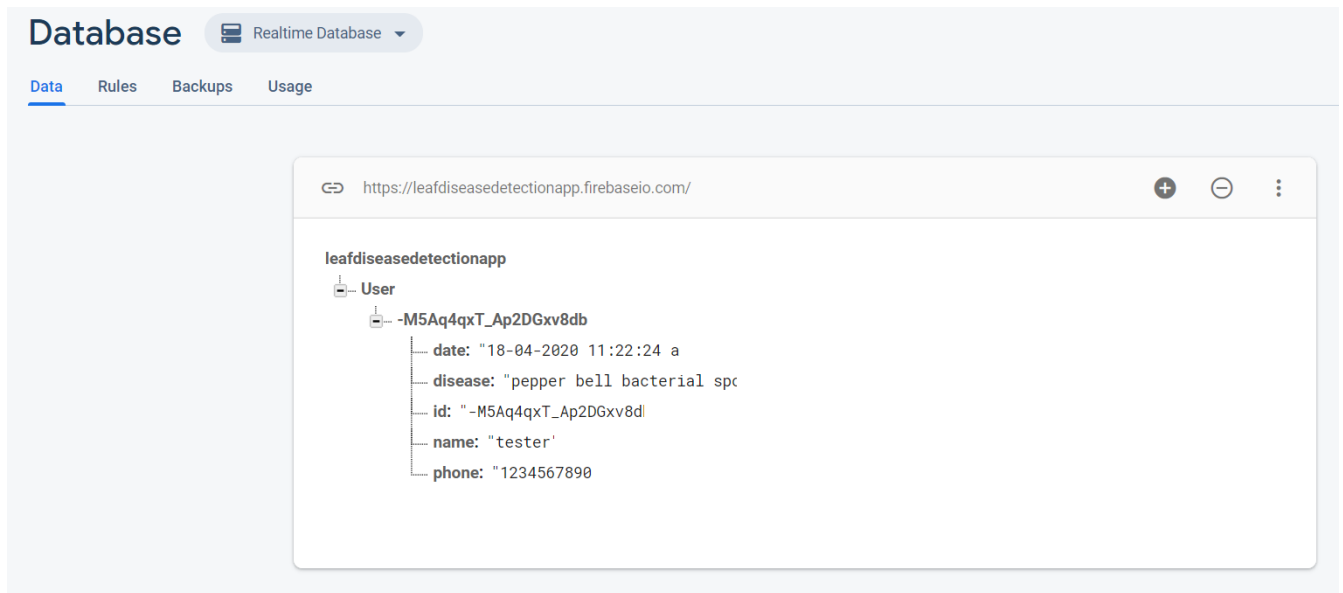 Database Realtime Database
Data Rules Backups Usage
https://leafdiseasedetectionapp.firebaseio.com/
leafdiseasedetectionapp
User
-M5Aq4qxT_Ap2DGxv8db
date: "18-04-2020 11:22:24 a
disease: "pepper bell bacterial spo
id: "-M5Aq4qxT_Ap2DGxv8d
name: "tester'
phone: "1234567890